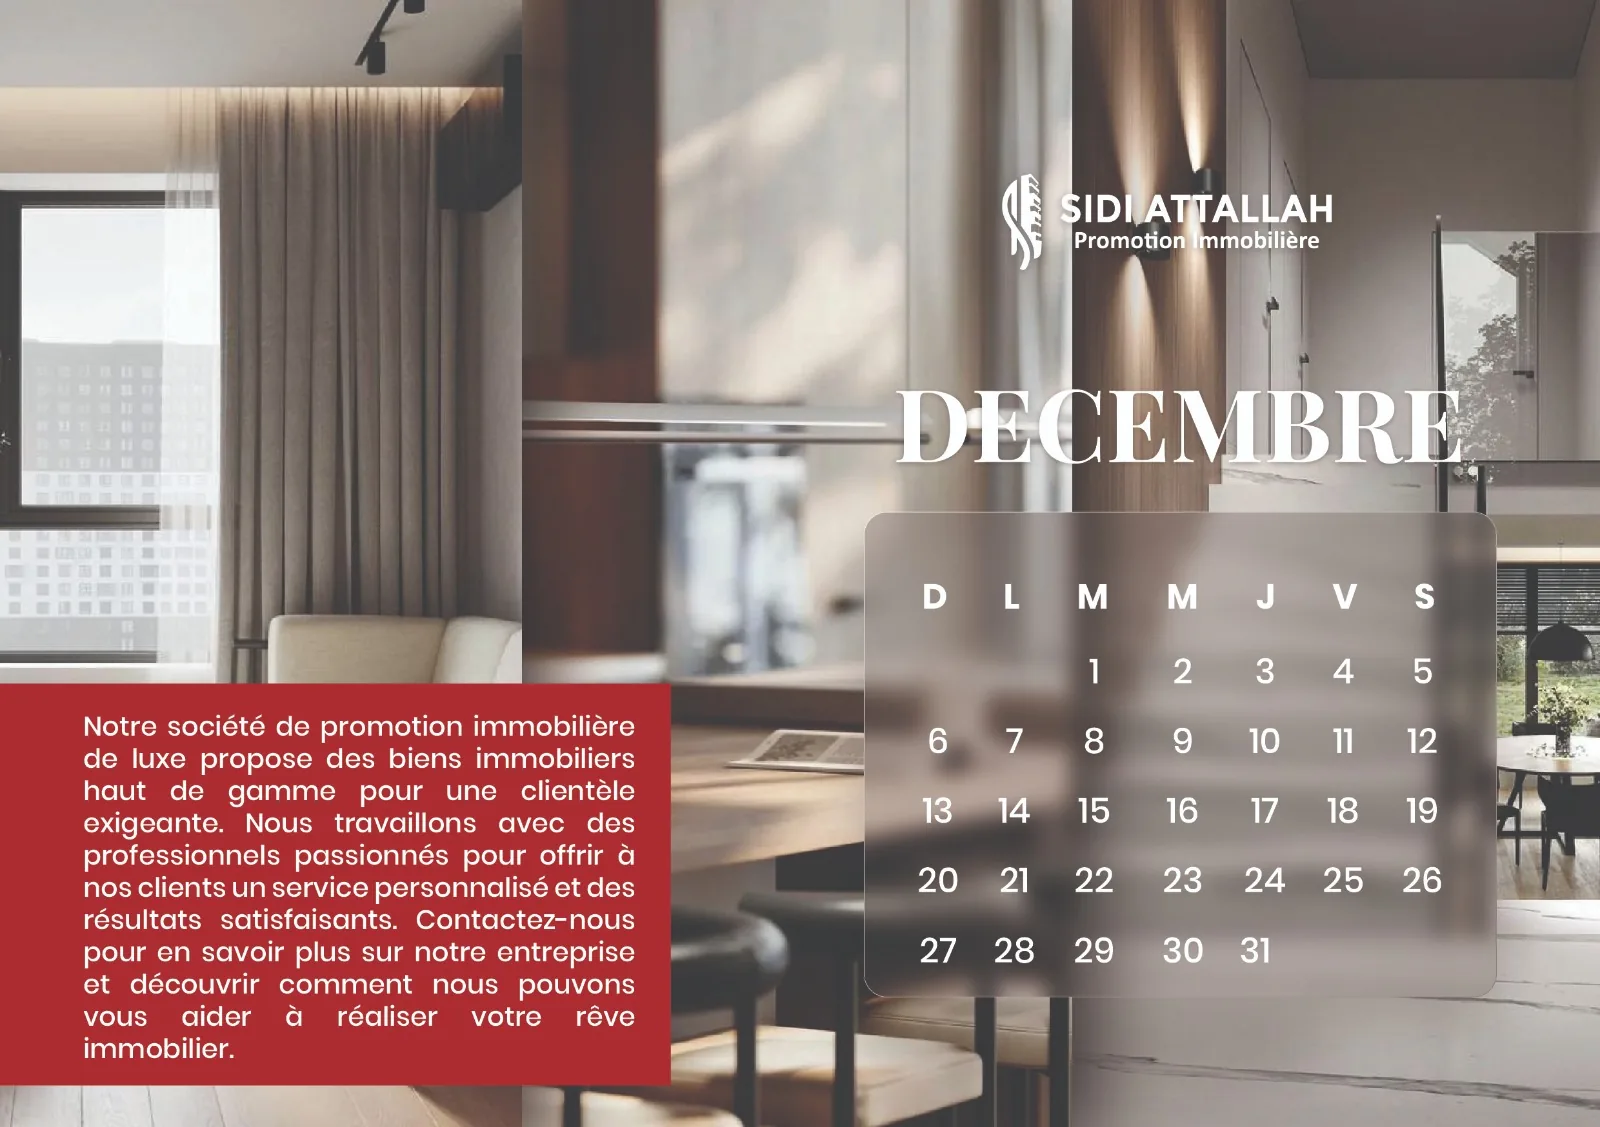 SIDI ATTALLAH
Promotion Immobilière
DECEMBRE
D L M M J V S
1 2 3 4 5
6 7 8 9 10 11 12
13 14 15 16 17 18 19
20 21 22 23 24 25 26
27 28 29 30 31
Notre société de promotion immobilière
de luxe propose des biens immobiliers
haut de gamme pour une clientèle
exigeante. Nous travaillons avec des
professionnels passionnés pour offrir à
nos clients un service personnalisé et des
résultats satisfaisants. Contactez-nous
pour en savoir plus sur notre entreprise
et découvrir comment nous pouvons
vous aider à réaliser votre rêve
immobilier.